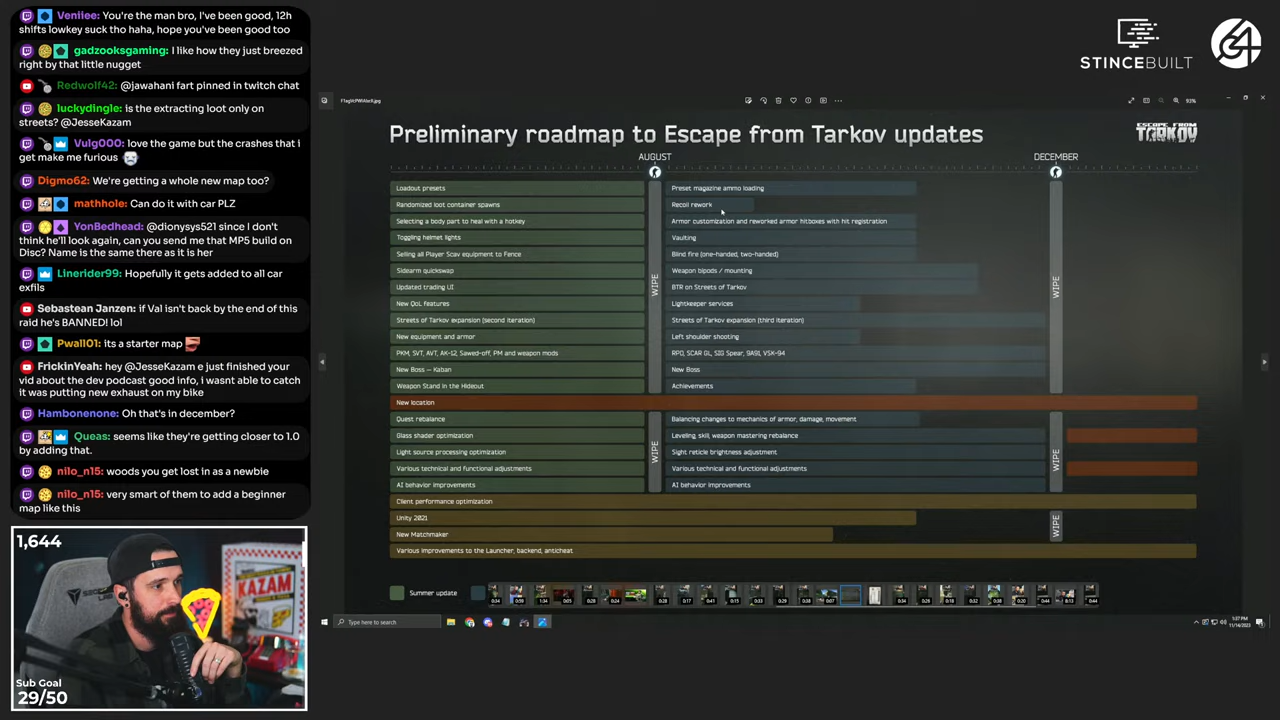 Veniiee: You're the man bro, I've been good, 12h
shifts lowkey suck tho haha, hope you've been good too
gadzooksgaming: I like how they just breezed
right by that little nugget
Redwolf42: @jawahani fart pinned in twitch chat
luckydingle: is the extracting loot only on
streets? @JesseKazam
Vulg000: love the game but the crashes that i
get make me furious
Digmo62: We're getting a whole new map too?
mathhole: Can do it with car PLZ
YonBedhead: @dionysys521 since I don't
think he'll look again, can you send me that MP5 build on
Disc? Name is the same there as it is her
Linerider99: Hopefully it gets added to all car
exfils
Sebastean Janzen: if Val isn't back by the end of this
raid he's BANNED! lol
Pwall01: its a starter map
FrickinYeah: hey @JesseKazam e just finished your
vid about the dev podcast good info, i wasnt able to catch
it was putting new exhaust on my bike
Hambonenone: Oh that's in december?
Queas: seems like they're getting closer to 1.0
by adding that.
nilo_n15: woods you get lost in as a newbie
nilo_n15: very smart of them to add a beginner
map like this
1,644
KAZAM
Sub Goal
29/50
STINCEBUILT
93%
Preliminary roadmap to Escape from Tarkov updates
ESCAPE FROM
TARKOV
AUGUST
DECEMBER
Loadout presets
Preset magazine ammo loading
Randomized loot container spawns
Recoil rework
Selecting a body part to heal with a hotkey
Armor customization and reworked armor hitboxes with hit registration
Toggling helmet lights
Vaulting
Selling all Player Scav equipment to Fence
Blind fire (one-handed, two-handed)
Sidearm quickswap
Weapon bipods / mounting
Updated trading UI
WIPE
BTR on Streets of Tarkov
WIPE
New QoL features
Lightkeeper services
Streets of Tarkov expansion (second iteration)
Streets of Tarkov expansion (third iteration)
New equipment and armor
Left shoulder shooting
PKM, SVT, AVT, AK-12, Sawed-off, PM and weapon mods
RPD, SCAR GL, SIG Spear, 9A91, VSK-94
New Boss — Kaban
New Boss
Weapon Stand in the Hideout
Achievements
New location
Quest rebalance
Balancing changes to mechanics of armor, damage, movement
Glass shader optimization
Leveling, skill, weapon mastering rebalance
Light source processing optimization
WIPE
Sight reticle brightness adjustment
WIPE
Various technical and functional adjustments
Various technical and functional adjustments
AI behavior improvements
AI behavior improvements
Client performance optimization
Unity 2021
WIPE
New Matchmaker
Various improvements to the Launcher, backend, anticheat
Summer update
Type here to search
1:37 PM
11/14/2023